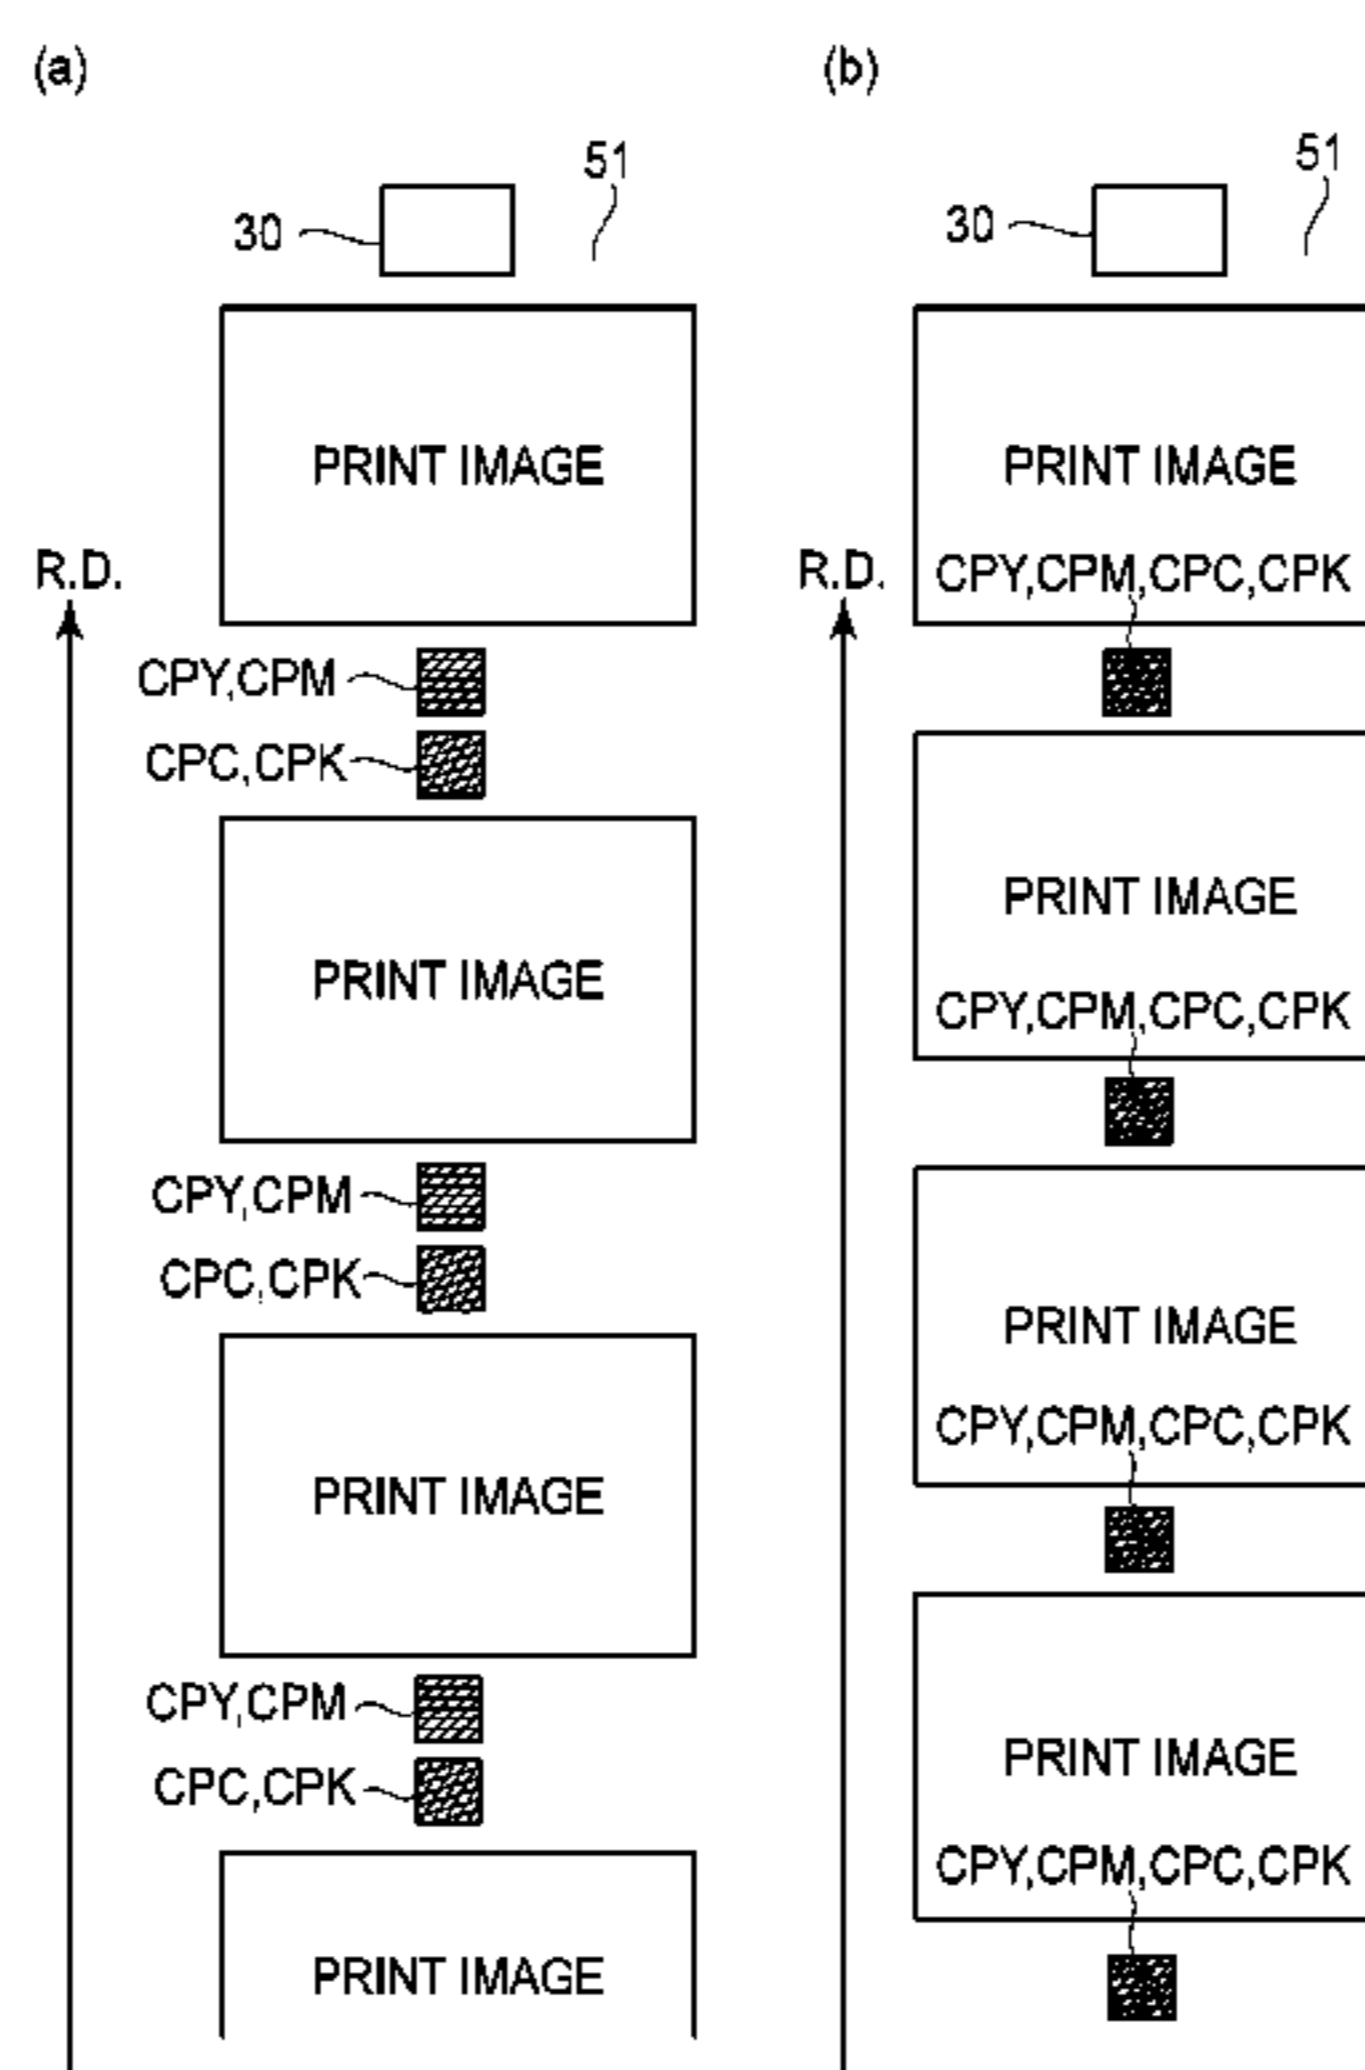 (a)
51
30
PRINT IMAGE
R.D.
CPY,CPM
CPC,CPK
PRINT IMAGE
CPY,CPM
CPC,CPK
PRINT IMAGE
CPY,CPM
CPC,CPK
PRINT IMAGE
(b)
51
30
PRINT IMAGE
R.D.
CPY,CPM,CPC,CPK
PRINT IMAGE
CPY,CPM,CPC,CPK
PRINT IMAGE
CPY,CPM,CPC,CPK
PRINT IMAGE
CPY,CPM,CPC,CPK